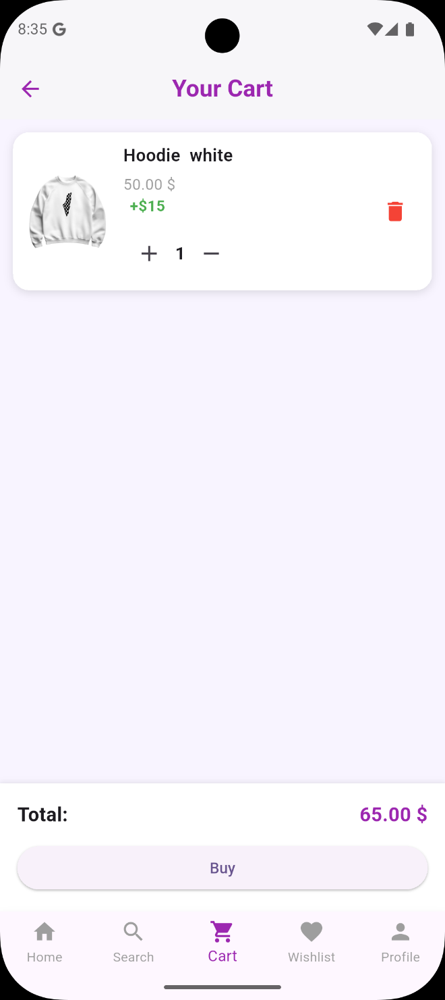 8:35 G
Your Cart
Hoodie  white
50.00 $
+$15
1
Total:
65.00 $
Buy
Home
Search
Cart
Wishlist
Profile